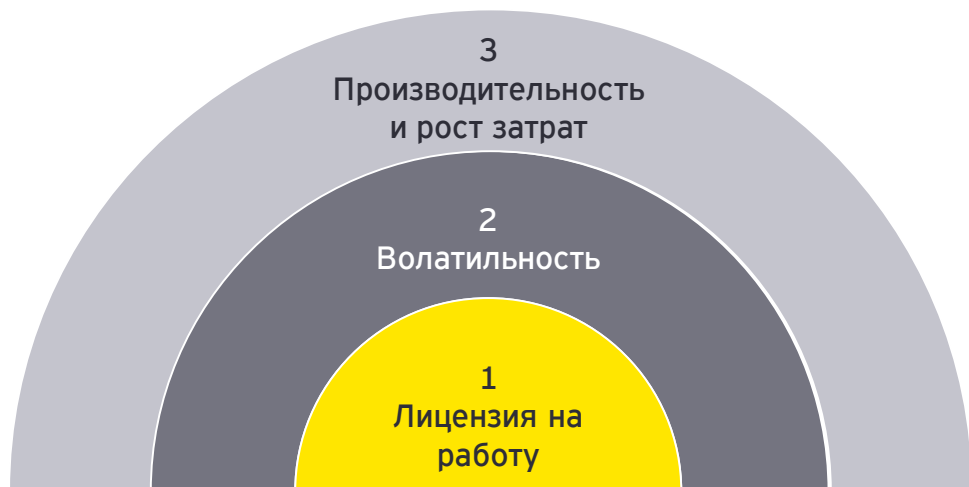 3
Производительность
и рост затрат
2
Волатильность
1
Лицензия на
работу